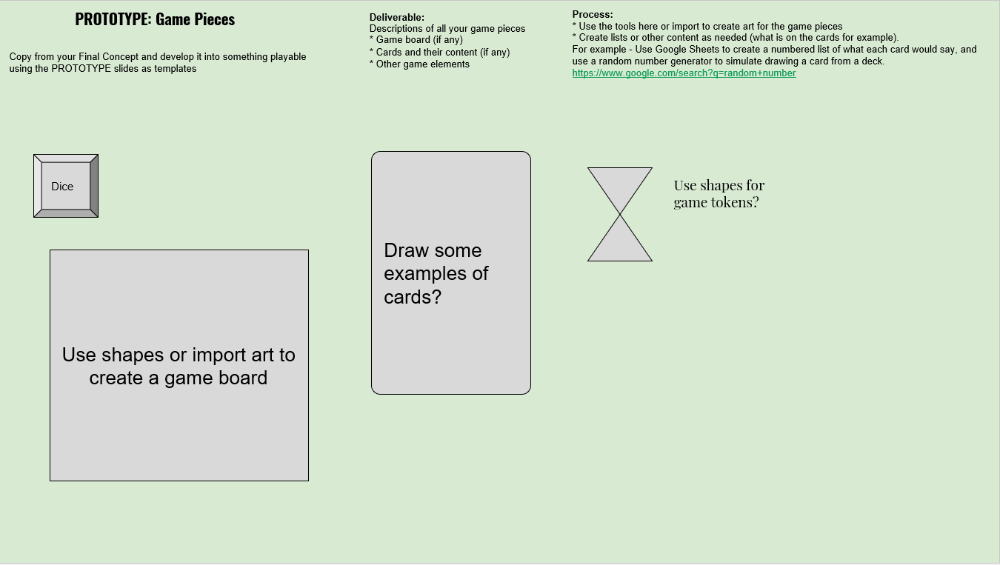 PROTOTYPE: Game Pieces
Copy from your Final Concept and develop it into something playable
using the PROTOTYPE slides as templates
Deliverable:
Descriptions of all your game pieces
* Game board (if any)
* Cards and their content (if any)
* Other game elements
Process:
* Use the tools here or import to create art for the game pieces
* Create lists or other content as needed (what is on the cards for example).
For example - Use Google Sheets to create a numbered list of what each card would say, and
use a random number generator to simulate drawing a card from a deck.
https://www.google.com/search?q=random+number
Dice
Use shapes or import art to
create a game board
Draw some
examples of
cards?
Use shapes for
game tokens?